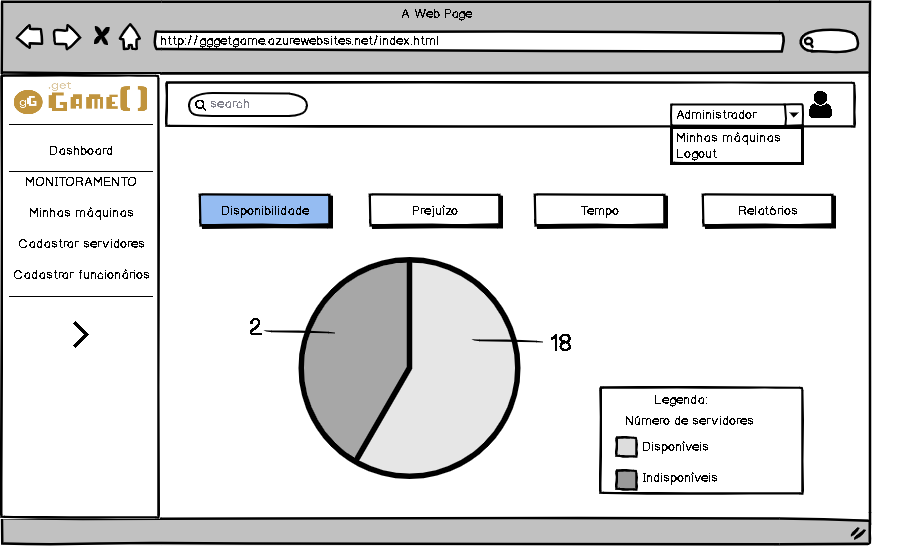 A Web Page
http://gggetgame.azurewebsites.net/index.html
gG .get GAME()
search
Administrador
Minhas máquinas
Logout
Dashboard
MONITORAMENTO
Minhas máquinas
Cadastrar servidores
Cadastrar funcionários
Disponibilidade
Prejuízo
Tempo
Relatórios
2
18
Legenda:
Número de servidores
Disponíveis
Indisponíveis